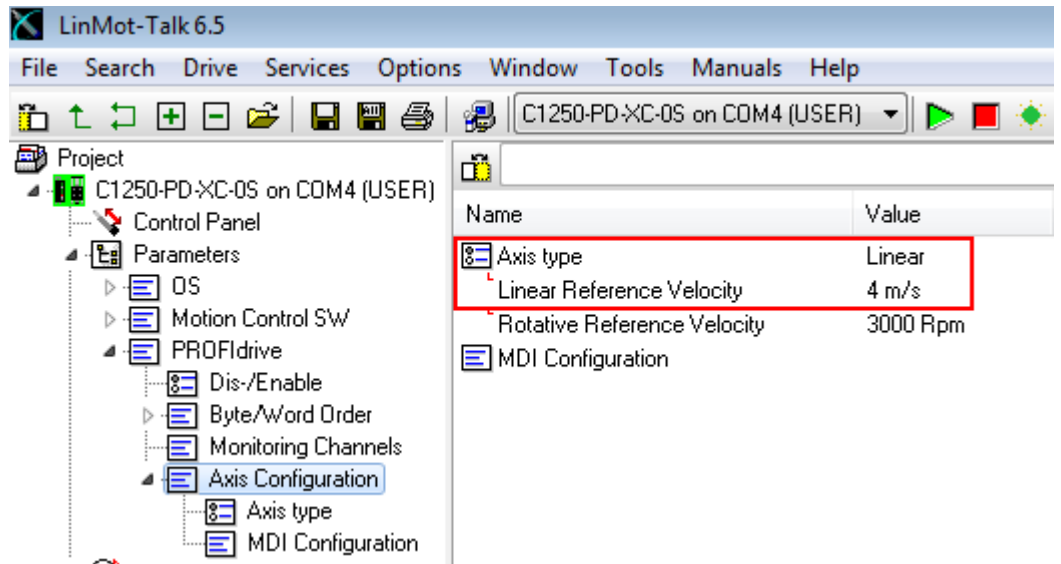 LinMot-Talk 6.5
File Search Drive Services Options Window Tools Manuals Help
C1250-PD-XC-0S on COM4 (USER)
Project
C1250-PD-XC-0S on COM4 (USER)
Control Panel
Parameters
OS
Motion Control SW
PROFIdrive
Dis-/Enable
Byte/Word Order
Monitoring Channels
Axis Configuration
Axis type
MDI Configuration
Name Value
Axis type Linear
Linear Reference Velocity 4 m/s
Rotative Reference Velocity 3000 Rpm
MDI Configuration